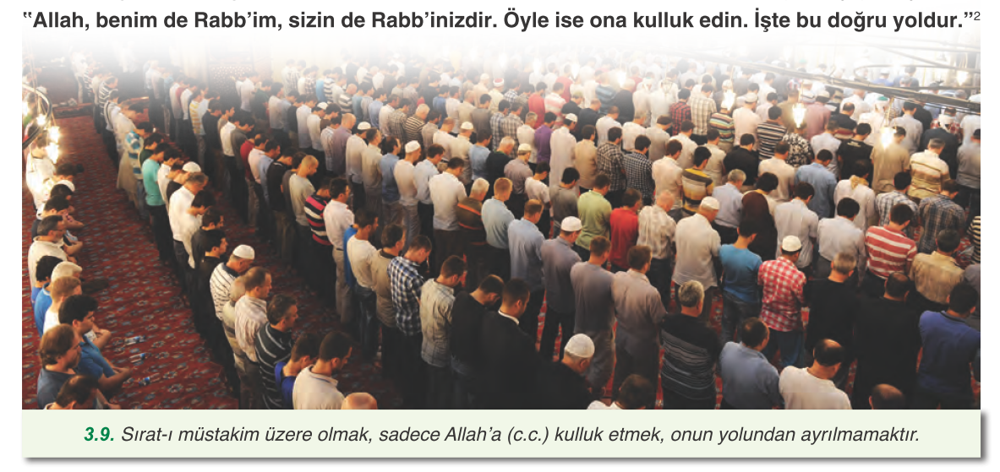 “Allah, benim de Rabb’im, sizin de Rabb’inizdir. Öyle ise ona kulluk edin. İşte bu doğru yoldur.”2
3.9. Sırat-ı müstakim üzere olmak, sadece Allah’a (c.c.) kulluk etmek, onun yolundan ayrılmamaktır.